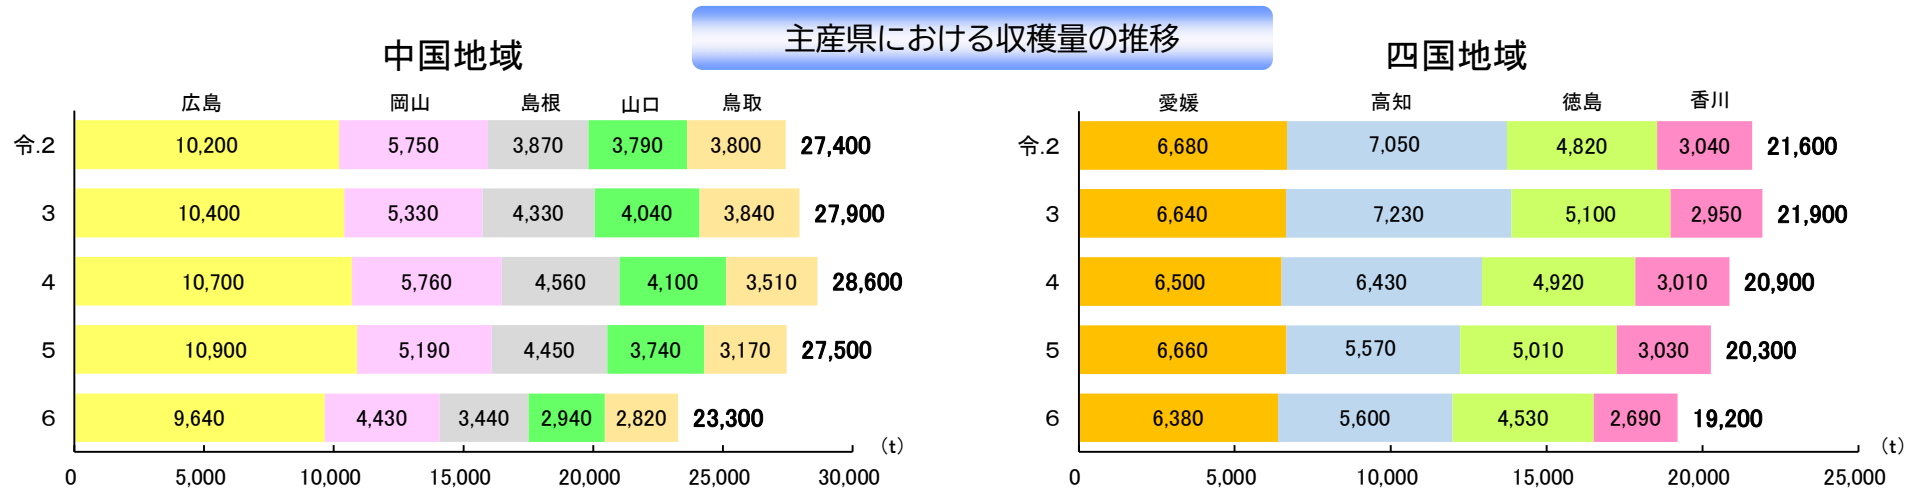 主産県における収穫量の推移
中国地域
広島 岡山 島根 山口 鳥取
令.2 10,200 5,750 3,870 3,790 3,800 27,400
3 10,400 5,330 4,330 4,040 3,840 27,900
4 10,700 5,760 4,560 4,100 3,510 28,600
5 10,900 5,190 4,450 3,740 3,170 27,500
6 9,640 4,430 3,440 2,940 2,820 23,300
(t)
0 5,000 10,000 15,000 20,000 25,000 30,000
四国地域
愛媛 高知 徳島 香川
令.2 6,680 7,050 4,820 3,040 21,600
3 6,640 7,230 5,100 2,950 21,900
4 6,500 6,430 4,920 3,010 20,900
5 6,660 5,570 5,010 3,030 20,300
6 6,380 5,600 4,530 2,690 19,200
(t)
0 5,000 10,000 15,000 20,000 25,000